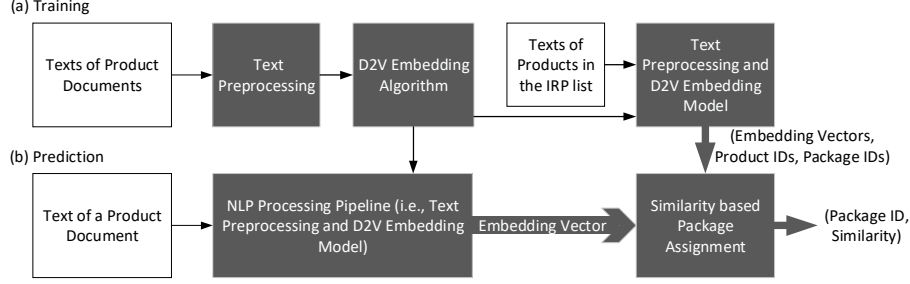 (a) Training
Texts of Product
Documents
Text
Preprocessing
D2V Embedding
Algorithm
Texts of
Products in
the IRP list
Text
Preprocessing and
D2V Embedding
Model
(Embedding Vectors,
Product IDs, Package IDs)
(b) Prediction
Text of a Product
Document
NLP Processing Pipeline (i.e., Text
Preprocessing and D2V Embedding
Model)
Embedding Vector
Similarity based
Package
Assignment
(Package ID,
Similarity)